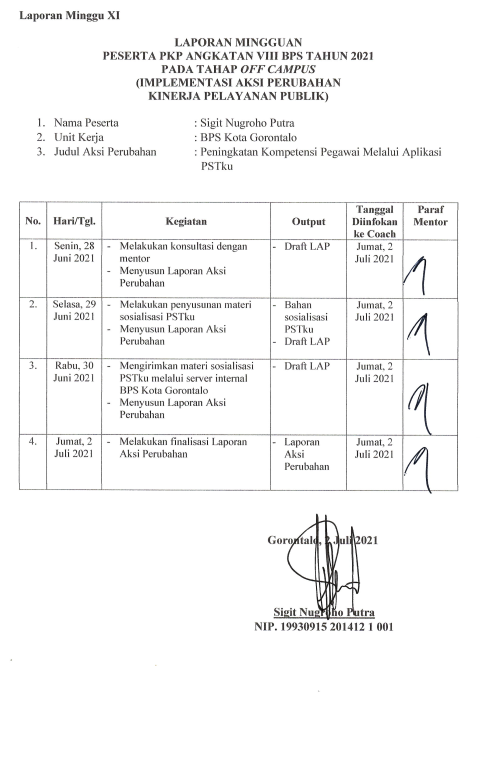 Laporan Minggu XI
LAPORAN MINGGUAN
PESERTA PKP ANGKATAN VIII BPS TAHUN 2021
PADA TAHAP OFF CAMPUS
(IMPLEMENTASI AKSI PERUBAHAN
KINERJA PELAYANAN PUBLIK)
1. Nama Peserta : Sigit Nugroho Putra
2. Unit Kerja : BPS Kota Gorontalo
3. Judul Aksi Perubahan : Peningkatan Kompetensi Pegawai Melalui Aplikasi
PSTku
No. Hari/Tgl. Kegiatan Output Tanggal Diinfokan ke Coach Paraf Mentor
1. Senin, 28 - Melakukan konsultasi dengan - Draft LAP Jumat, 2
Juni 2021 mentor Juli 2021
- Menyusun Laporan Aksi
Perubahan
2. Selasa, 29 - Melakukan penyusunan materi - Bahan Jumat, 2
Juni 2021 sosialisasi PSTku sosialisasi Juli 2021
- Menyusun Laporan Aksi PSTku
Perubahan - Draft LAP
3. Rabu, 30 - Mengirimkan materi sosialisasi - Draft LAP Jumat, 2
Juni 2021 PSTku melalui server internal Juli 2021
BPS Kota Gorontalo
- Menyusun Laporan Aksi
Perubahan
4. Jumat, 2 - Melakukan finalisasi Laporan - Laporan Jumat, 2
Juli 2021 Aksi Perubahan Aksi Juli 2021
Perubahan
Gorontalo, 2 Juli 2021
Sigit Nugroho Putra
NIP. 19930915 201412 1 001